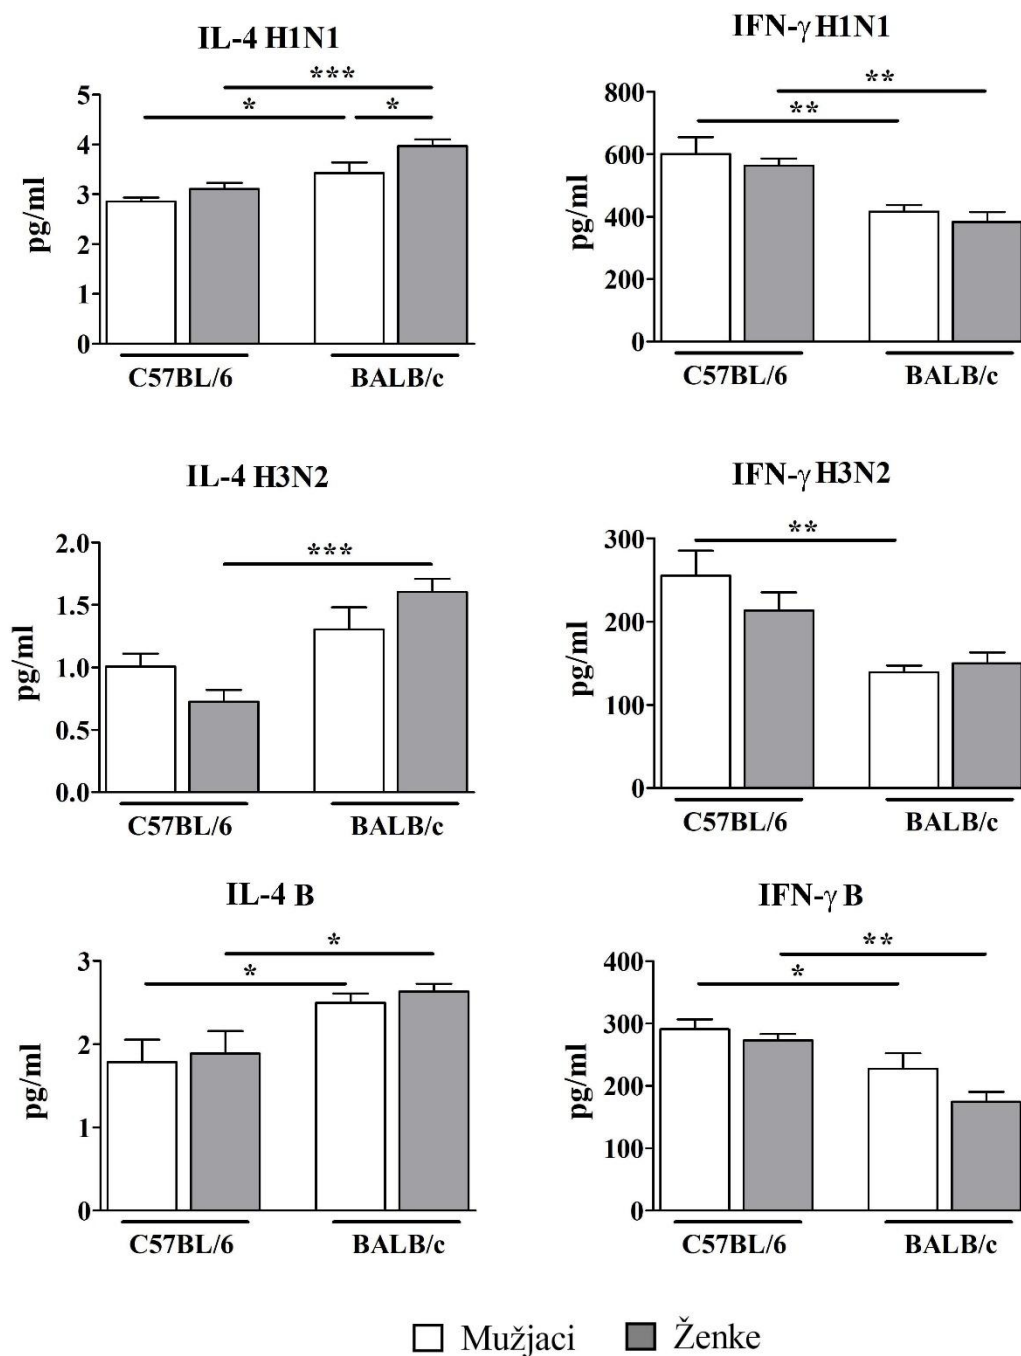 IL-4 H1N1
***
*
*
pg/ml
5
4
3
2
1
0
C57BL/6
BALB/c
IFN-γ H1N1
**
**
pg/ml
800
600
400
200
0
C57BL/6
BALB/c
IL-4 H3N2
***
pg/ml
2.0
1.5
1.0
0.5
0.0
C57BL/6
BALB/c
IFN-γ H3N2
**
pg/ml
300
200
100
0
C57BL/6
BALB/c
IL-4 B
*
*
pg/ml
3
2
1
0
C57BL/6
BALB/c
IFN-γ B
**
*
pg/ml
400
300
200
100
0
C57BL/6
BALB/c
Mužjaci
Ženke